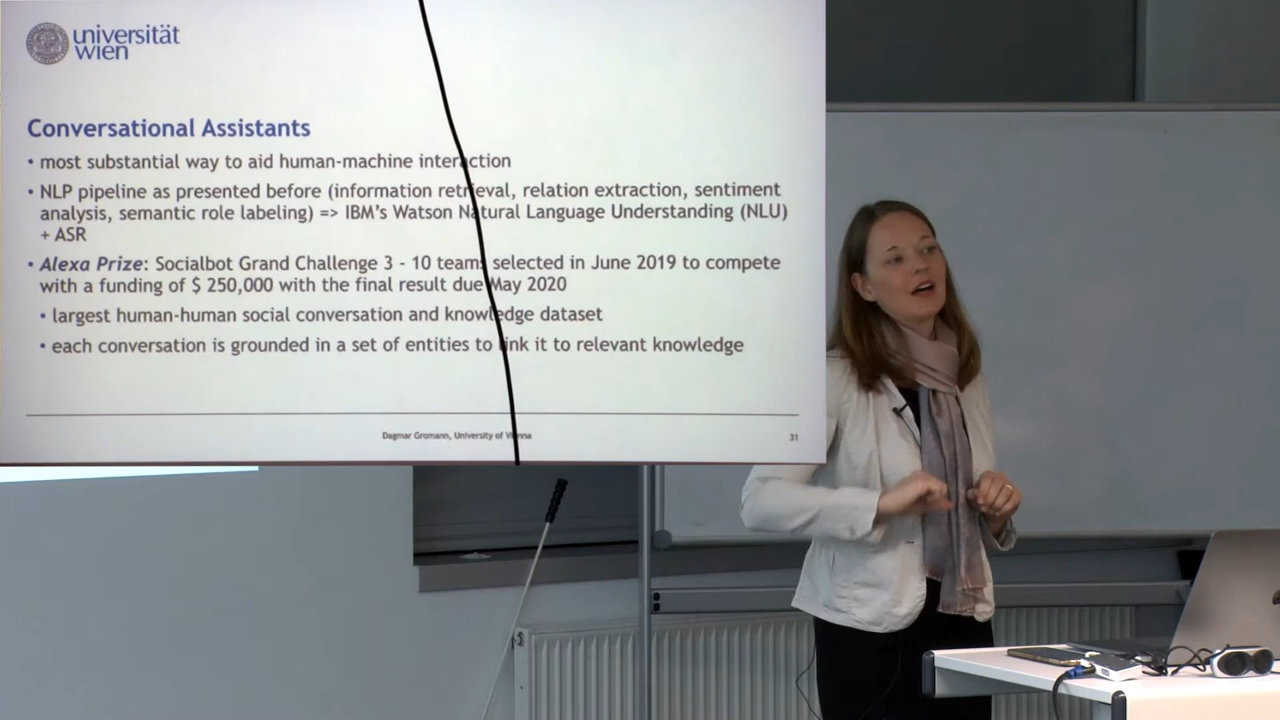 universität
wien
Conversational Assistants
• most substantial way to aid human-machine interaction
• NLP pipeline as presented before (information retrieval, relation extraction, sentiment
analysis, semantic role labeling) => IBM's Watson Natural Language Understanding (NLU)
+ ASR
• Alexa Prize: Socialbot Grand Challenge 3 - 10 teams selected in June 2019 to compete
with a funding of $ 250,000 with the final result due May 2020
• largest human-human social conversation and knowledge dataset
• each conversation is grounded in a set of entities to link it to relevant knowledge
Dagmar Gromann, University of Vienna
31